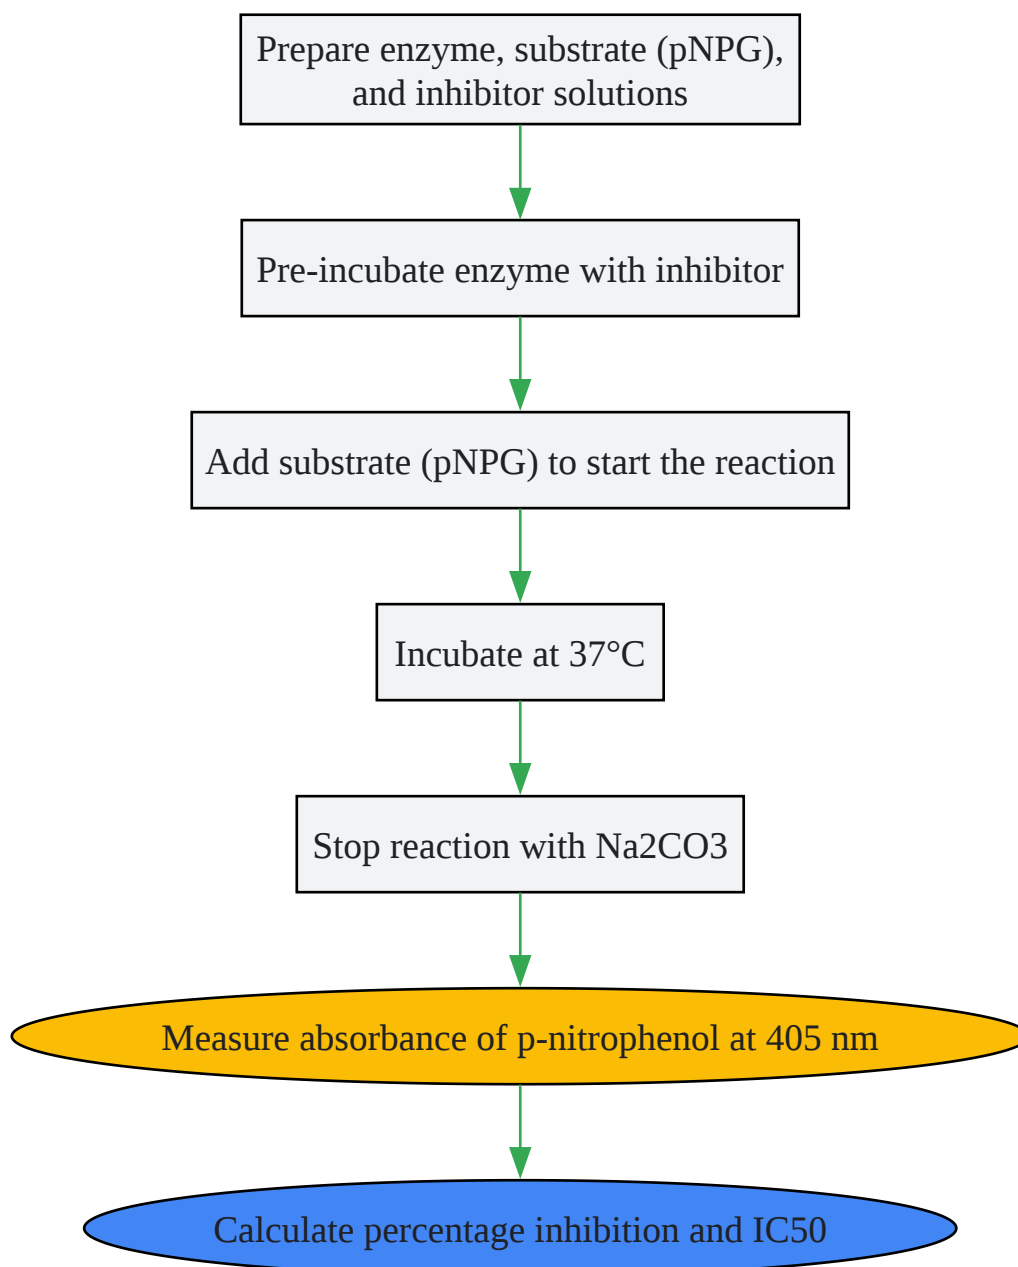 Prepare enzyme, substrate (pNPG),
and inhibitor solutions
Pre-incubate enzyme with inhibitor
Add substrate (pNPG) to start the reaction
Incubate at 37°C
Stop reaction with Na2CO3
Measure absorbance of p-nitrophenol at 405 nm
Calculate percentage inhibition and IC50